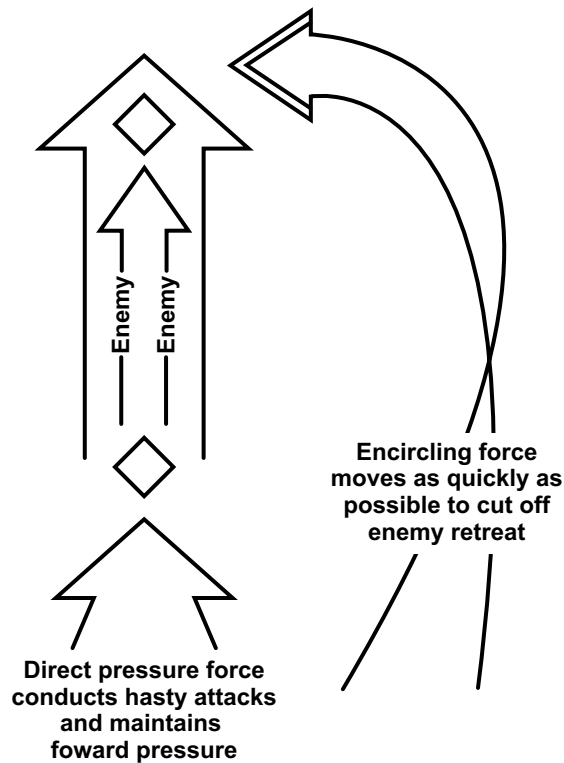 Enemy
Enemy
Encircling force
moves as quickly as
possible to cut off
enemy retreat
Direct pressure force
conducts hasty attacks
and maintains
foward pressure